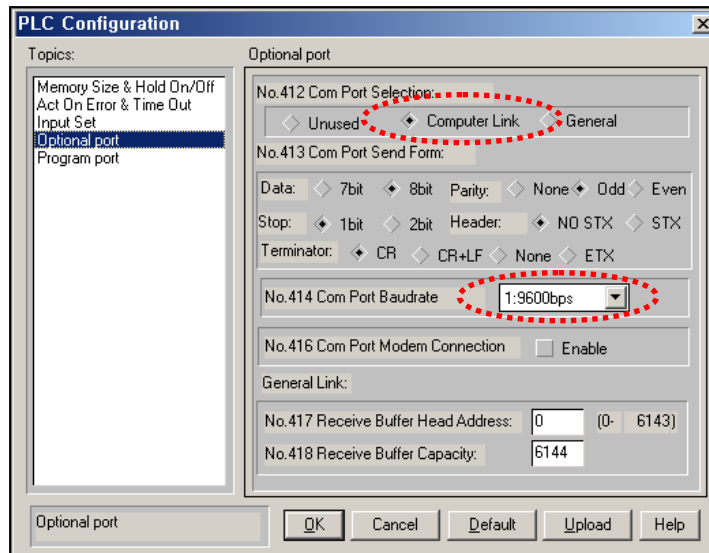 PLC Configuration
Topics:
Memory Size & Hold On/Off
Act On Error & Time Out
Input Set
Optional port
Program port
Optional port
No.412 Com Port Selection:
Unused Computer Link General
No.413 Com Port Send Form:
Data: 7bit 8bit Parity: None Odd Even
Stop: 1bit 2bit Header: NO STX STX
Terminator: CR CR+LF None ETX
No.414 Com Port Baudrate 1:9600bps
No.416 Com Port Modem Connection Enable
General Link:
No.417 Receive Buffer Head Address: 0 (0- 6143)
No.418 Receive Buffer Capacity: 6144
Optional port
OK Cancel Default Upload Help